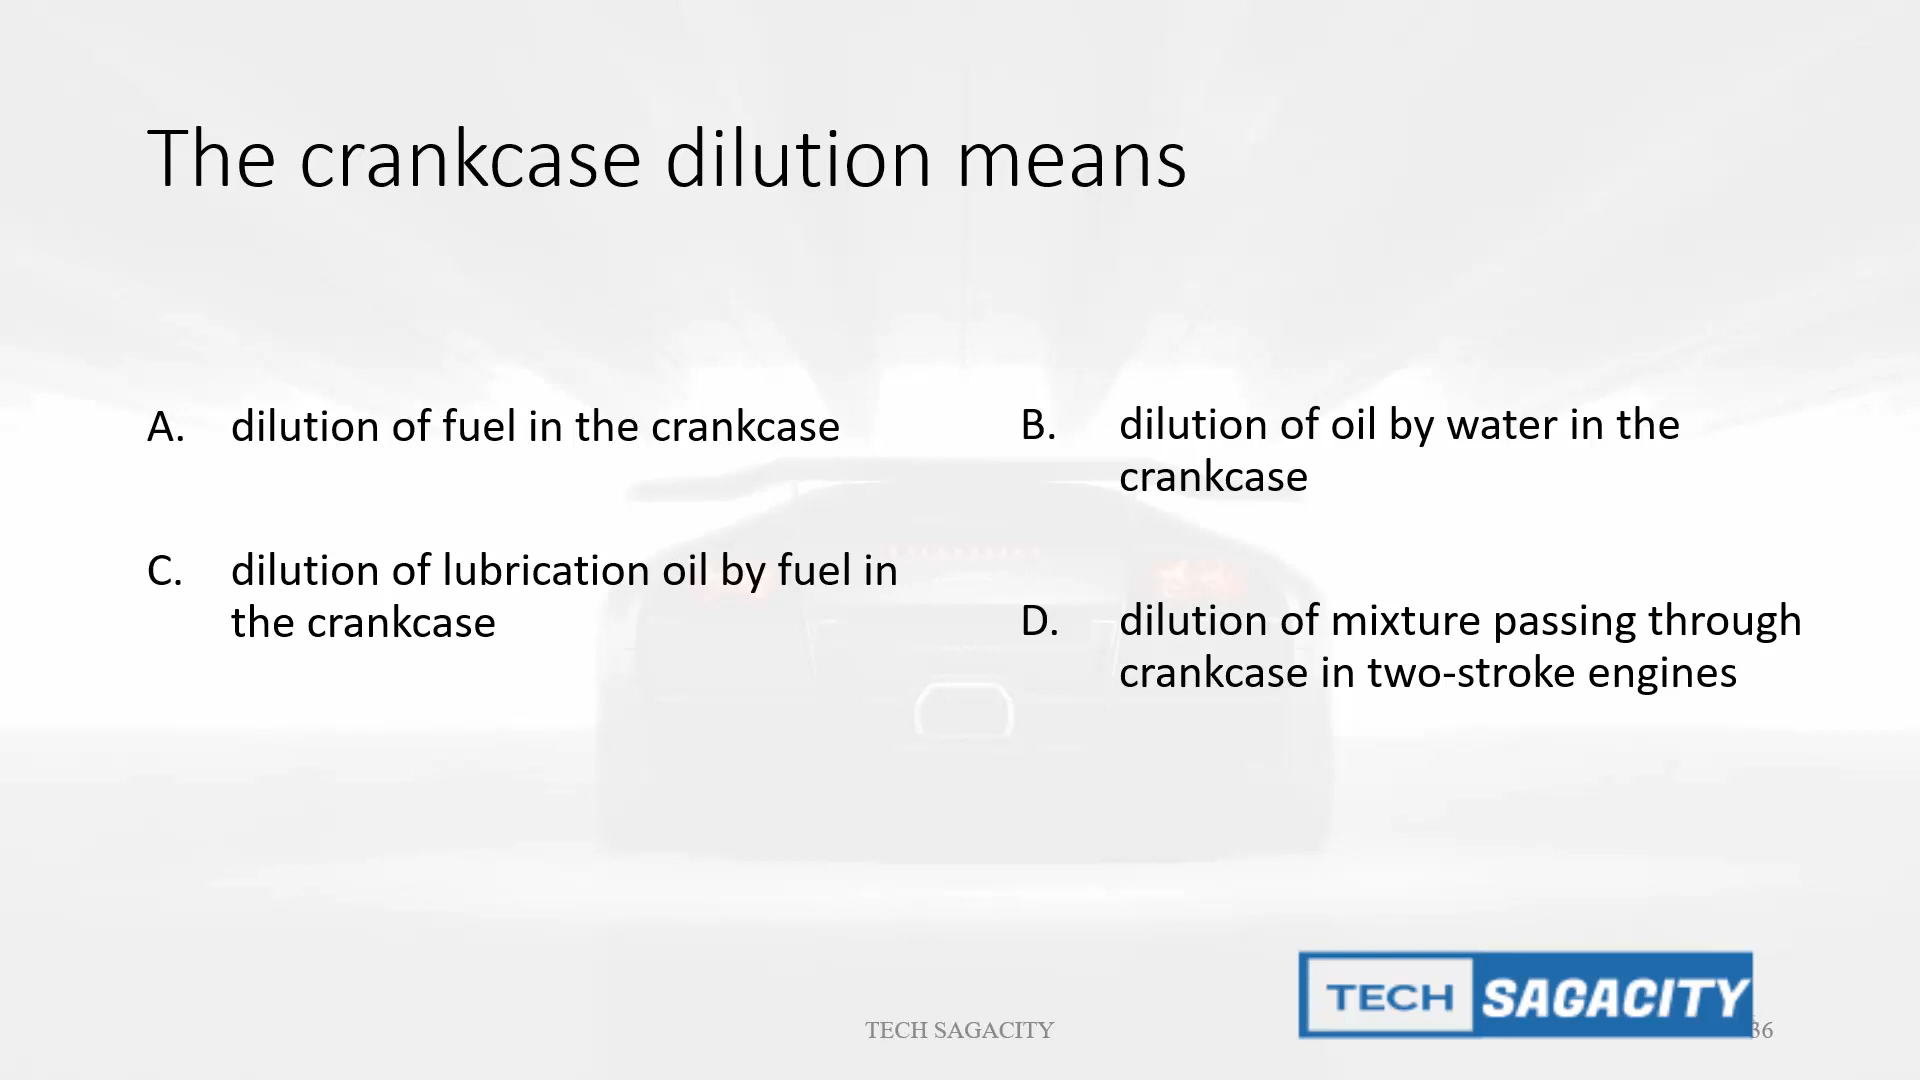 The crankcase dilution means
A. dilution of fuel in the crankcase
B. dilution of oil by water in the
crankcase
C. dilution of lubrication oil by fuel in
the crankcase
D. dilution of mixture passing through
crankcase in two-stroke engines
TECH SAGACITY
TECH SAGACITY
36